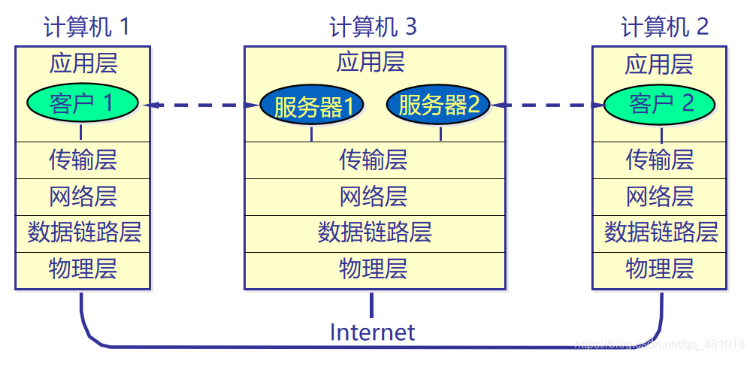 计算机 1
计算机 3
计算机 2
应用层
应用层
应用层
客户 1
服务器1
服务器2
客户 2
传输层
传输层
传输层
网络层
网络层
网络层
数据链路层
数据链路层
数据链路层
物理层
物理层
物理层
Internet
https://blog.csdn.net/qq_461018